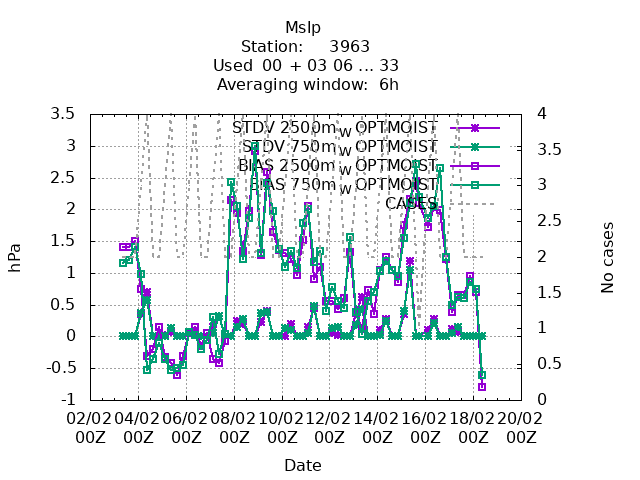 Mslp
Station: 3963
Used 00 + 03 06 ... 33
Averaging window: 6h
STDV 2500m_W OPTMOIST
STDV 750m_W OPTMOIST
BIAS 2500m_W OPTMOIST
BIAS 750m_W OPTMOIST
CASES
hPa
3.5
3
2.5
2
1.5
1
0.5
0
-0.5
-1
No cases
4
3.5
3
2.5
2
1.5
1
0.5
0
02/02 04/02 06/02 08/02 10/02 12/02 14/02 16/02 18/02 20/02
00Z 00Z 00Z 00Z 00Z 00Z 00Z 00Z 00Z 00Z
Date